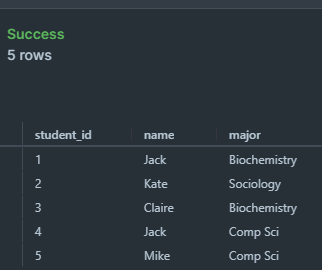 Success
5 rows
student_id name major
1 Jack Biochemistry
2 Kate Sociology
3 Claire Biochemistry
4 Jack Comp Sci
5 Mike Comp Sci